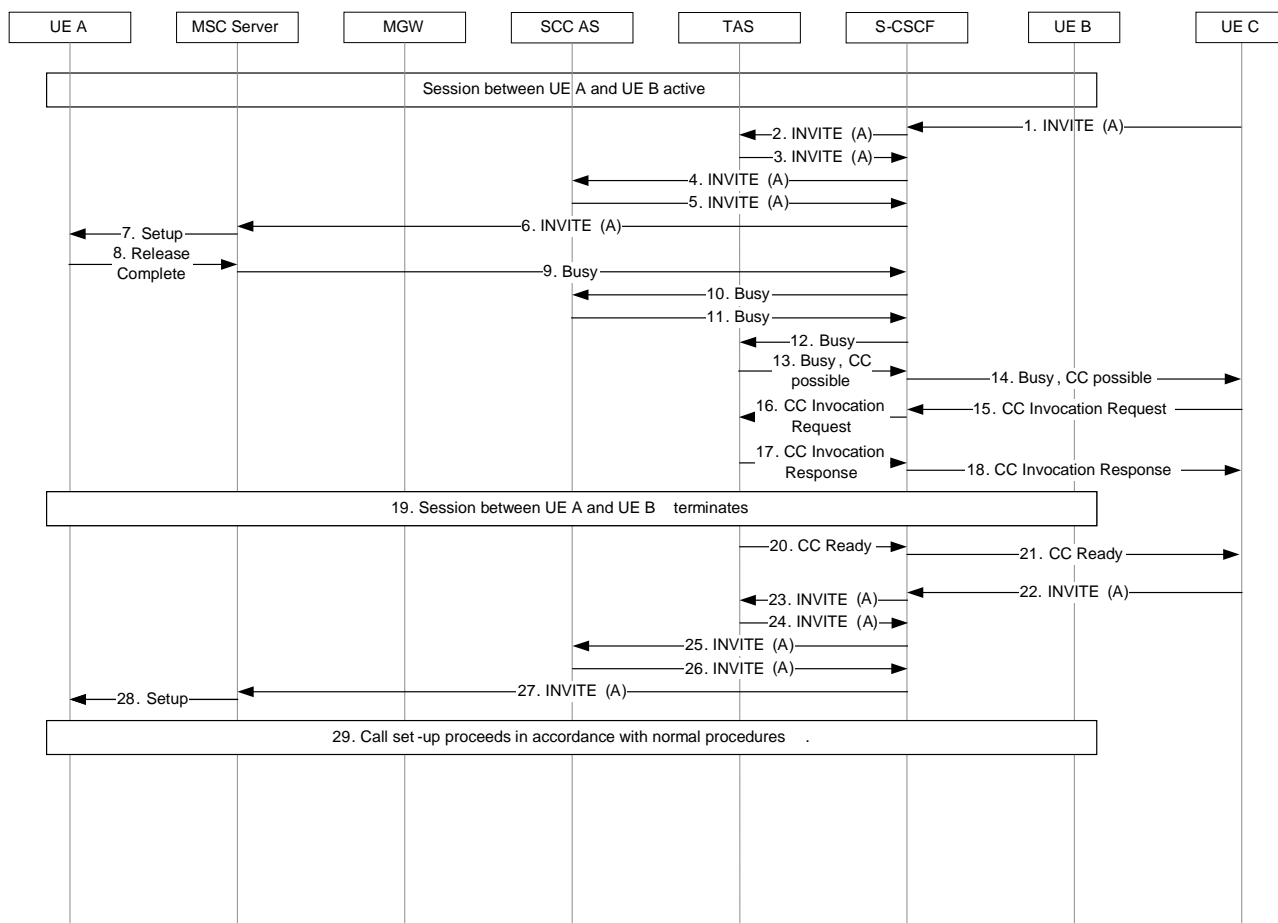 UE A
MSC Server
MGW
SCC AS
TAS
S-CSCF
UE B
UE C
Session between UE A and UE B active
1. INVITE (A)
2. INVITE (A)
3. INVITE (A)
4. INVITE (A)
5. INVITE (A)
6. INVITE (A)
7. Setup
8. Release
Complete
9. Busy
10. Busy
11. Busy
12. Busy
13. Busy, CC
possible
14. Busy, CC possible
15. CC Invocation Request
16. CC Invocation
Request
17. CC Invocation
Response
18. CC Invocation Response
19. Session between UE A and UE B terminates
20. CC Ready
21. CC Ready
22. INVITE (A)
23. INVITE (A)
24. INVITE (A)
25. INVITE (A)
26. INVITE (A)
27. INVITE (A)
28. Setup
29. Call set-up proceeds in accordance with normal procedures .